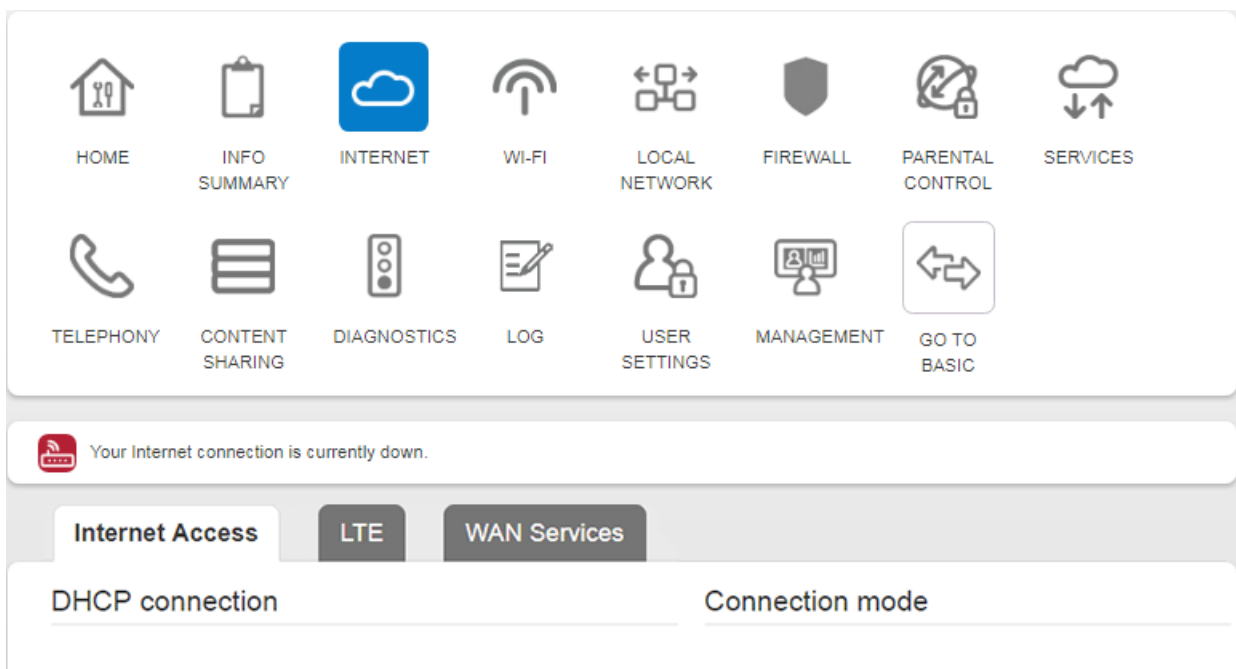 HOME
INFO
SUMMARY
INTERNET
WI-FI
LOCAL
NETWORK
FIREWALL
PARENTAL
CONTROL
SERVICES
TELEPHONY
CONTENT
SHARING
DIAGNOSTICS
LOG
USER
SETTINGS
MANAGEMENT
GO TO
BASIC
Your Internet connection is currently down.
Internet Access
LTE
WAN Services
DHCP connection
Connection mode